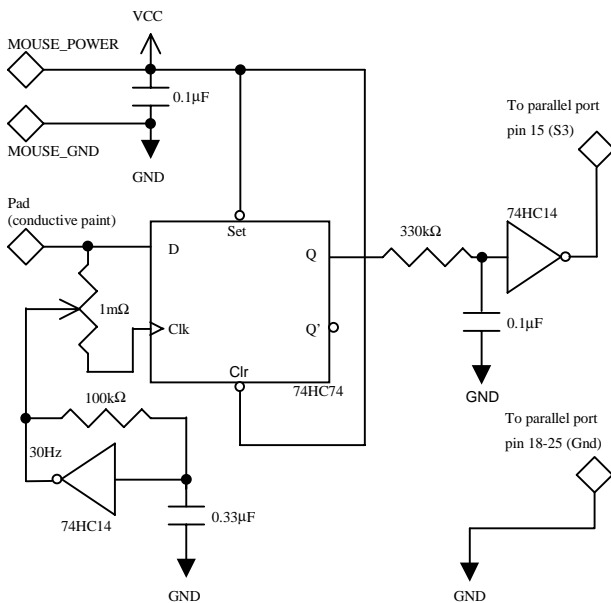 VCC
MOUSE_POWER
0.1µF
MOUSE_GND
GND
To parallel port
pin 15 (S3)
Pad
(conductive paint)
Set
D
Q
330kΩ
74HC14
1mΩ
Clk
Q'
0.1µF
Clr
74HC74
GND
100kΩ
30Hz
74HC14
0.33µF
GND
To parallel port
pin 18-25 (Gnd)
GND